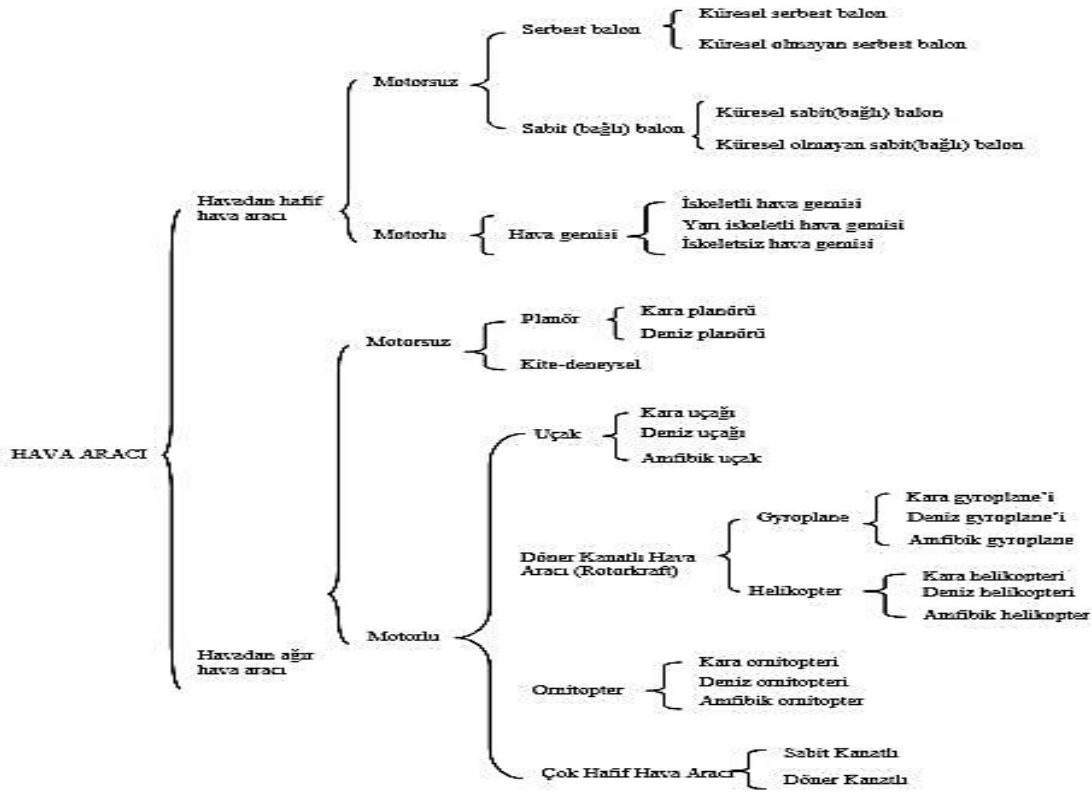 Küresel serbest balon
Serbest balon
Küresel olmayan serbest balon
Motorsuz
Küresel sabit(bağlı) balon
Sabit (bağlı) balon
Küresel olmayan sabit(bağlı) balon
Havadan hafif
hava aracı
İskeletli hava gemisi
Motorlu
Hava gemisi
Yarı iskeletli hava gemisi
İskeletsiz hava gemisi
Kara planörü
Planör
Deniz planörü
Motorsuz
Kite-deneysel
Kara uçağı
Uçak
Deniz uçağı
Amfibik uçak
HAVA ARACI
Kara gyroplane'i
Gyroplane
Deniz gyroplane'i
Amfibik gyroplane
Döner Kanatlı Hava
Aracı (Rotorkraft)
Kara helikopteri
Helikopter
Deniz helikopteri
Amfibik helikopter
Motorlu
Havadan ağır
hava aracı
Kara ornitopteri
Ornitopter
Deniz ornitopteri
Amfibik ornitopter
Sabit Kanatlı
Çok Hafif Hava Aracı
Döner Kanatlı